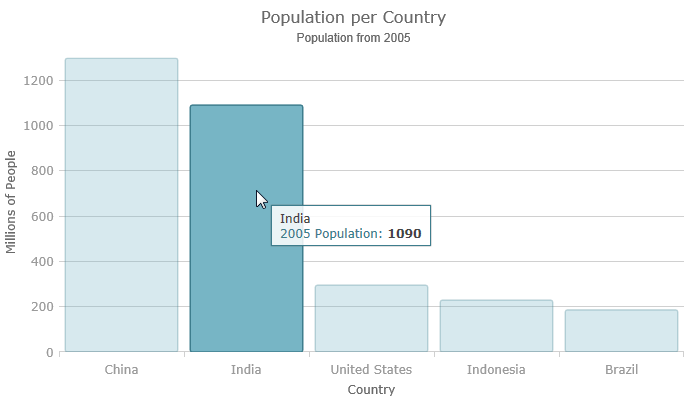 Population per Country
Population from 2005
Millions of People
1200
1000
800
600
400
200
0
India
2005 Population: 1090
China
India
United States
Indonesia
Brazil
Country